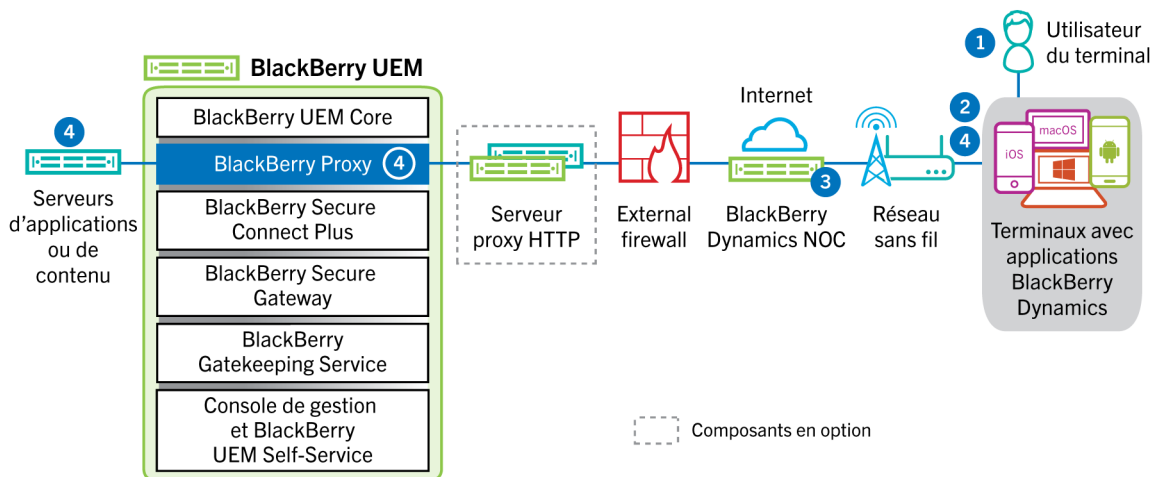 1
Utilisateur
du terminal
BlackBerry UEM
BlackBerry UEM Core
BlackBerry Proxy 4
BlackBerry Secure
Connect Plus
BlackBerry Secure
Gateway
BlackBerry
Gatekeeping Service
Console de gestion
et BlackBerry
UEM Self-Service
4
Serveurs
d'applications
ou de
contenu
Serveur
proxy HTTP
External
firewall
Internet
3
BlackBerry
Dynamics NOC
Réseau
sans fil
2
4
macOS
iOS
Terminaux avec
applications
BlackBerry
Dynamics
Composants en option